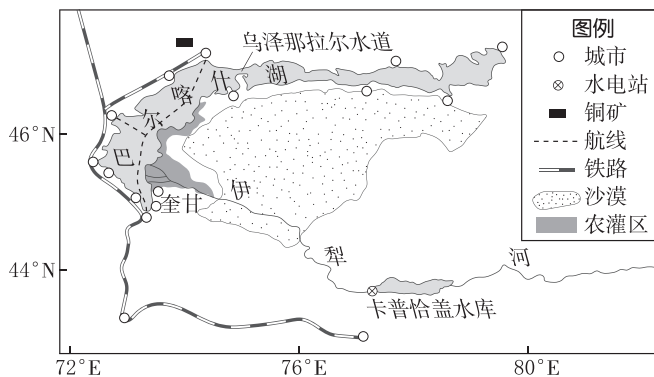 乌泽那拉尔水道
巴尔喀什湖
46°N
44°N
奎甘
伊犁河
卡普恰盖水库
72°E
76°E
80°E
图例
城市
水电站
铜矿
航线
铁路
沙漠
农灌区